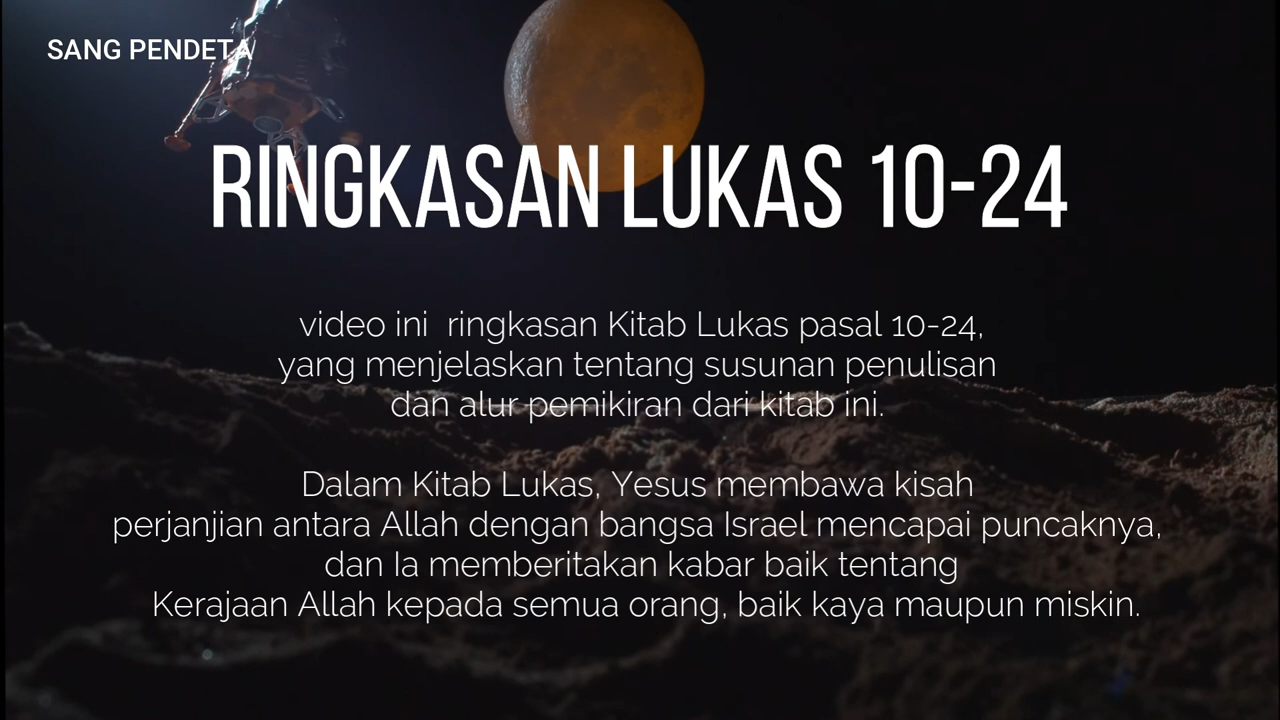 SANG PENDETA
RINGKASAN LUKAS 10-24
video ini ringkasan Kitab Lukas pasal 10-24,
yang menjelaskan tentang susunan penulisan
dan alur pemikiran dari kitab ini.
Dalam Kitab Lukas, Yesus membawa kisah
perjanjian antara Allah dengan bangsa Israel mencapai puncaknya,
dan Ia memberitakan kabar baik tentang
Kerajaan Allah kepada semua orang, baik kaya maupun miskin.